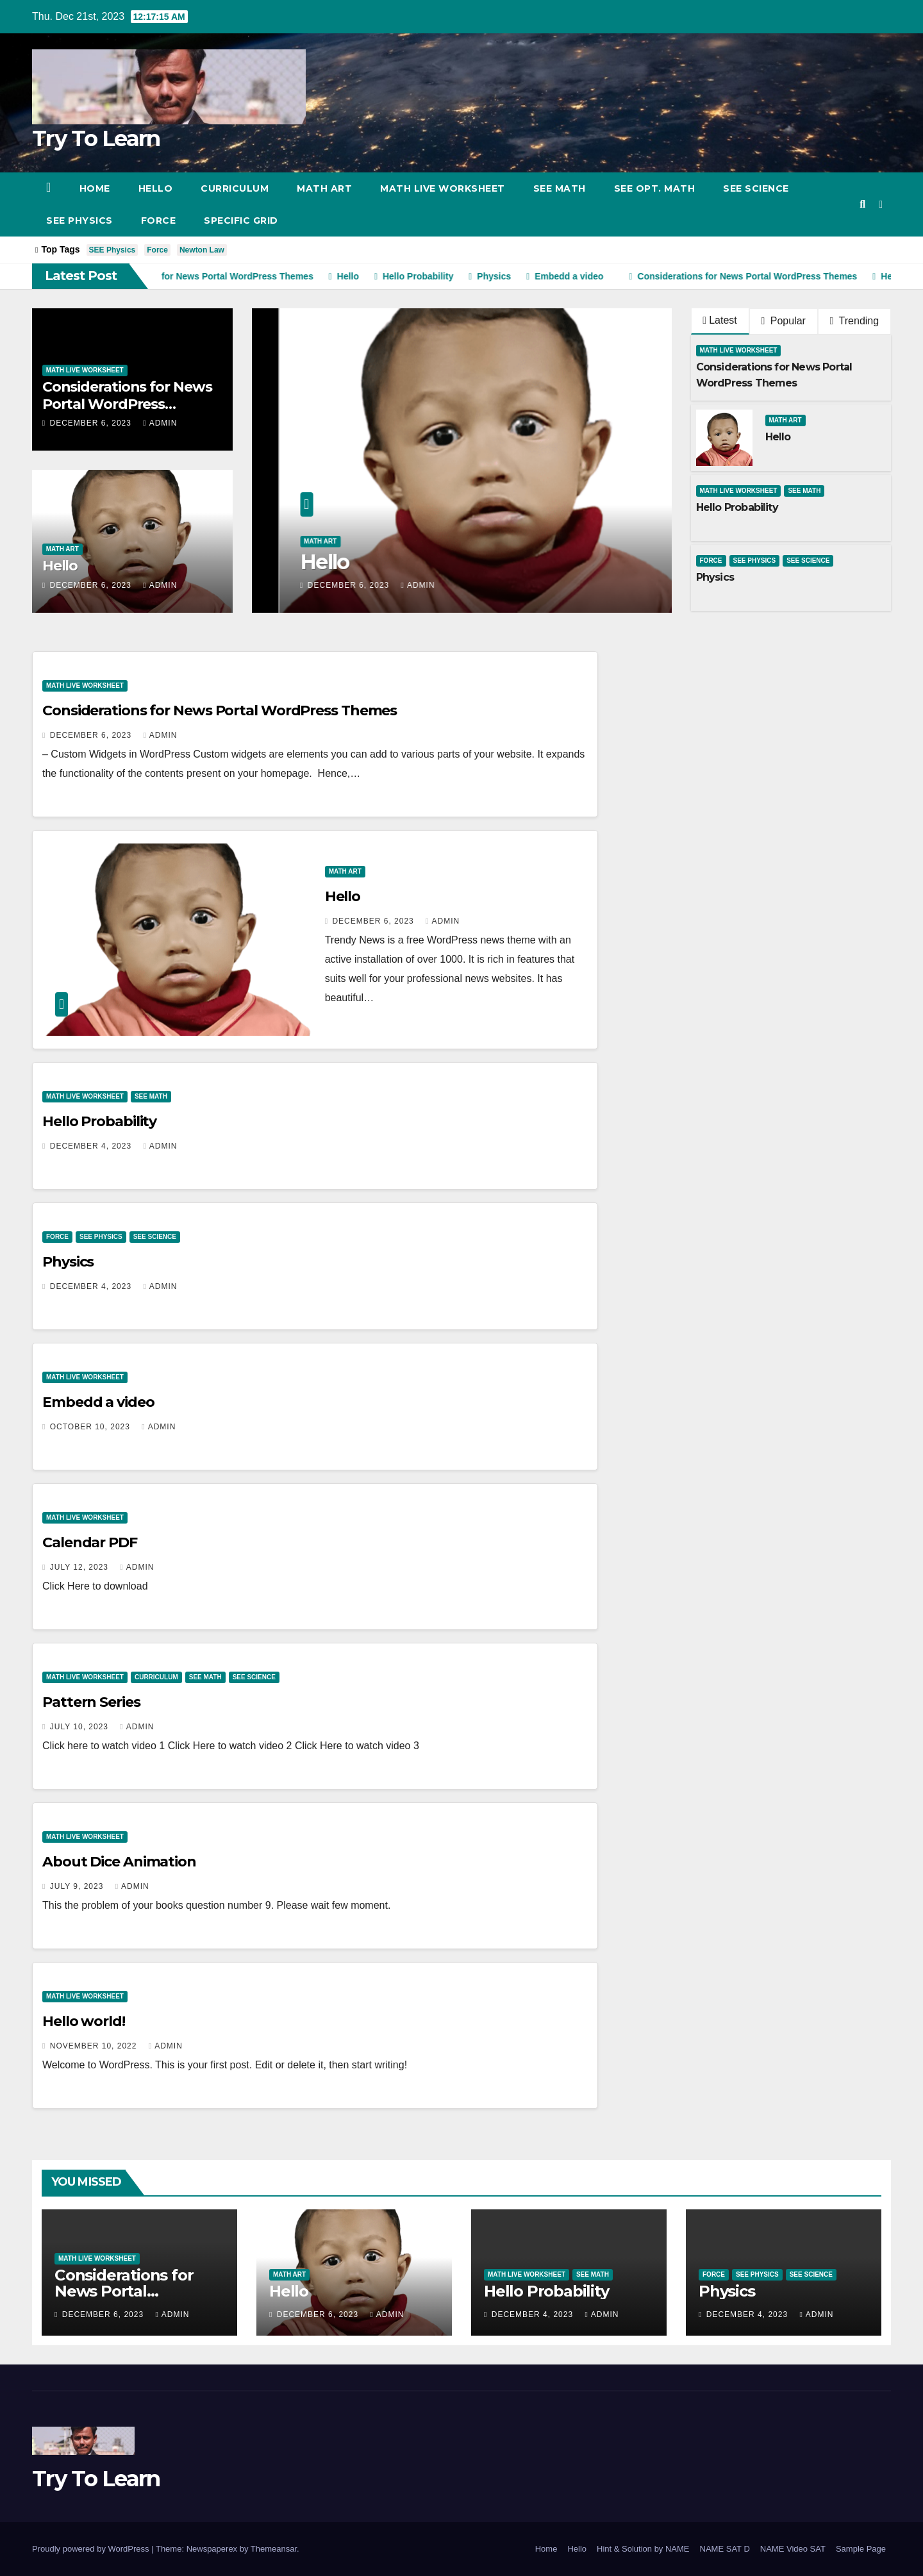 Thu. Dec 21st, 2023 12:17:15 AM
Try To Learn
HOME HELLO CURRICULUM MATH ART MATH LIVE WORKSHEET SEE MATH SEE OPT. MATH SEE SCIENCE
SEE PHYSICS FORCE SPECIFIC GRID
Top Tags SEE Physics Force Newton Law
Latest Post for News Portal WordPress Themes Hello Hello Probability Physics Embedd a video Considerations for News Portal WordPress Themes He
MATH LIVE WORKSHEET
Considerations for News
Portal WordPress…
DECEMBER 6, 2023 ADMIN
MATH ART
Hello
DECEMBER 6, 2023 ADMIN
MATH ART
Hello
DECEMBER 6, 2023 ADMIN
Latest Popular Trending
MATH LIVE WORKSHEET
Considerations for News Portal
WordPress Themes
MATH ART
Hello
MATH LIVE WORKSHEET SEE MATH
Hello Probability
FORCE SEE PHYSICS SEE SCIENCE
Physics
MATH LIVE WORKSHEET
Considerations for News Portal WordPress Themes
DECEMBER 6, 2023 ADMIN
– Custom Widgets in WordPress Custom widgets are elements you can add to various parts of your website. It expands
the functionality of the contents present on your homepage. Hence,…
MATH ART
Hello
DECEMBER 6, 2023 ADMIN
Trendy News is a free WordPress news theme with an
active installation of over 1000. It is rich in features that
suits well for your professional news websites. It has
beautiful…
MATH LIVE WORKSHEET SEE MATH
Hello Probability
DECEMBER 4, 2023 ADMIN
FORCE SEE PHYSICS SEE SCIENCE
Physics
DECEMBER 4, 2023 ADMIN
MATH LIVE WORKSHEET
Embedd a video
OCTOBER 10, 2023 ADMIN
MATH LIVE WORKSHEET
Calendar PDF
JULY 12, 2023 ADMIN
Click Here to download
MATH LIVE WORKSHEET CURRICULUM SEE MATH SEE SCIENCE
Pattern Series
JULY 10, 2023 ADMIN
Click here to watch video 1 Click Here to watch video 2 Click Here to watch video 3
MATH LIVE WORKSHEET
About Dice Animation
JULY 9, 2023 ADMIN
This the problem of your books question number 9. Please wait few moment.
MATH LIVE WORKSHEET
Hello world!
NOVEMBER 10, 2022 ADMIN
Welcome to WordPress. This is your first post. Edit or delete it, then start writing!
YOU MISSED
MATH LIVE WORKSHEET
Considerations for
News Portal…
DECEMBER 6, 2023 ADMIN
MATH ART
Hello
DECEMBER 6, 2023 ADMIN
MATH LIVE WORKSHEET SEE MATH
Hello Probability
DECEMBER 4, 2023 ADMIN
FORCE SEE PHYSICS SEE SCIENCE
Physics
DECEMBER 4, 2023 ADMIN
Try To Learn
Proudly powered by WordPress | Theme: Newspaperex by Themeansar.
Home Hello Hint & Solution by NAME NAME SAT D NAME Video SAT Sample Page